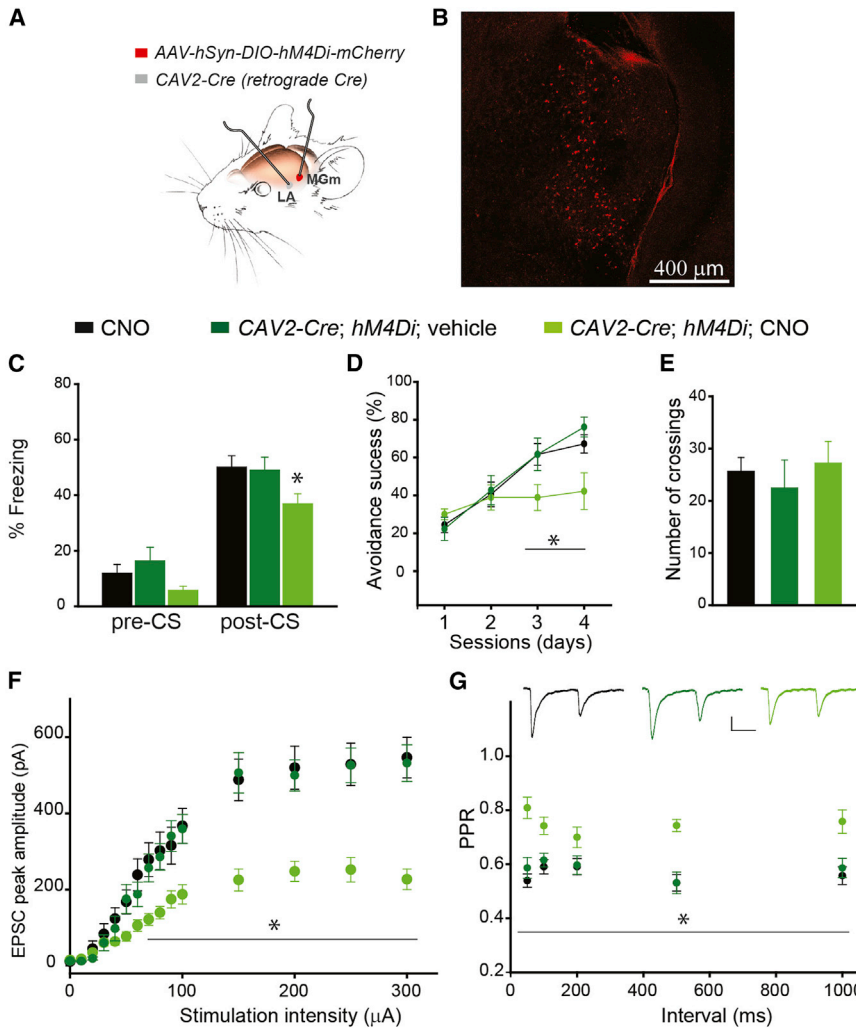 A
AAV-hSyn-DIO-hM4Di-mCherry
CAV2-Cre (retrograde Cre)
MGm
LA
B
400 µm
CNO
CAV2-Cre; hM4Di; vehicle
CAV2-Cre; hM4Di; CNO
C
% Freezing
80
60
40
20
0
pre-CS
post-CS
*
D
Avoidance sucess (%)
100
80
60
40
20
0
*
1 2 3 4
Sessions (days)
E
Number of crossings
40
30
20
10
0
F
EPSC peak amplitude (pA)
600
400
200
0
*
0 100 200 300
Stimulation intensity (µA)
G
PPR
1.0
0.8
0.6
0.4
0.2
*
0 200 400 600 800 1000
Interval (ms)